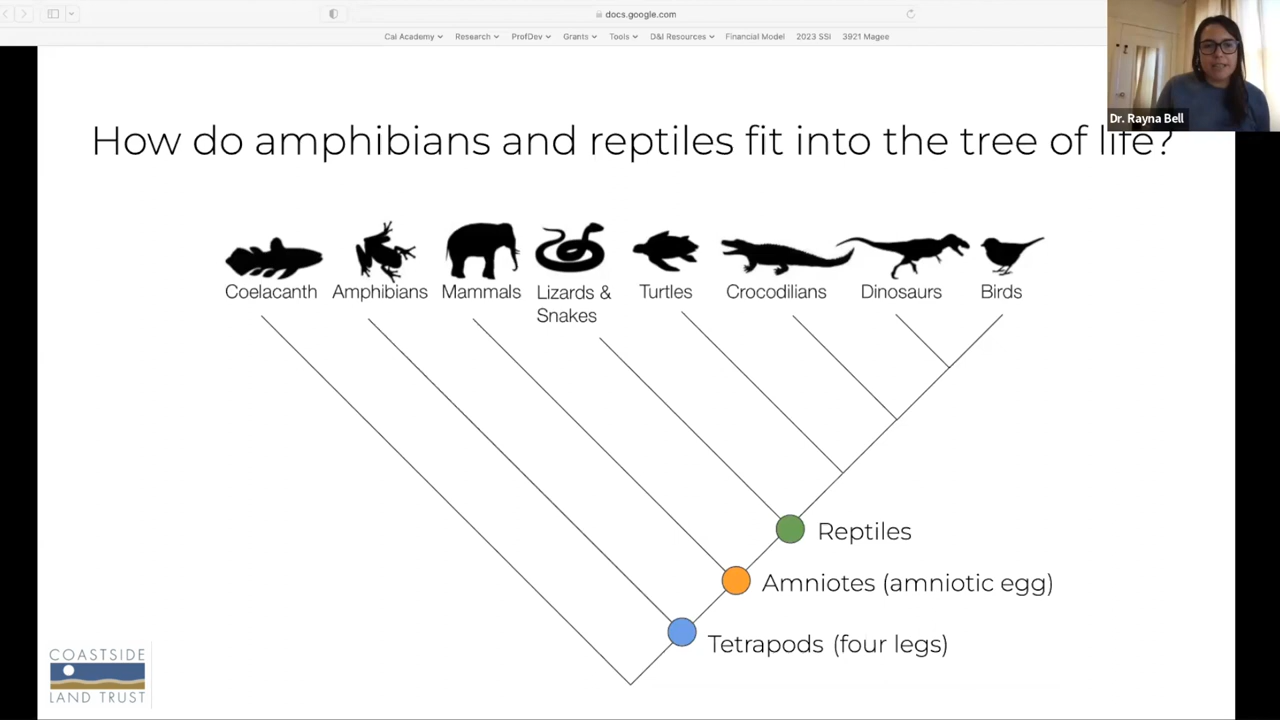 docs.google.com
Cal Academy Research ProfDev Grants Tools D&I Resources Financial Model 2023 SSI 3921 Magee
Dr. Rayna Bell
How do amphibians and reptiles fit into the tree of life?
Coelacanth Amphibians Mammals Lizards & Turtles Crocodilians Dinosaurs Birds
Snakes
Reptiles
Amniotes (amniotic egg)
Tetrapods (four legs)
COASTSIDE
LAND TRUST